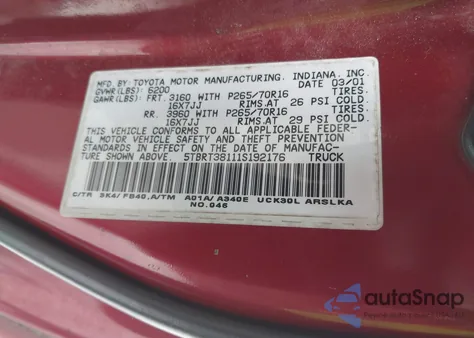 MFD. BY: TOYOTA MOTOR MANUFACTURING, INDIANA, INC.
GVWR(LBS): 6200 DATE 03/01
GAWR(LBS): FRT. 3160 WITH P265/70R16 TIRES,
16X7JJ RIMS.AT 26 PSI COLD.
RR. 3960 WITH P265/70R16 TIRES,
16X7JJ RIMS.AT 29 PSI COLD.
THIS VEHICLE CONFORMS TO ALL APPLICABLE FEDER-
AL MOTOR VEHICLE SAFETY AND THEFT PREVENTION
STANDARDS IN EFFECT ON THE DATE OF MANUFACTURE
SHOWN ABOVE. 5TBRT38111S192176 TRUCK
C/TR 3K4/FB40,A/TM A01A/A340E UCK30L ARSLKA
NO.046
autoSnap